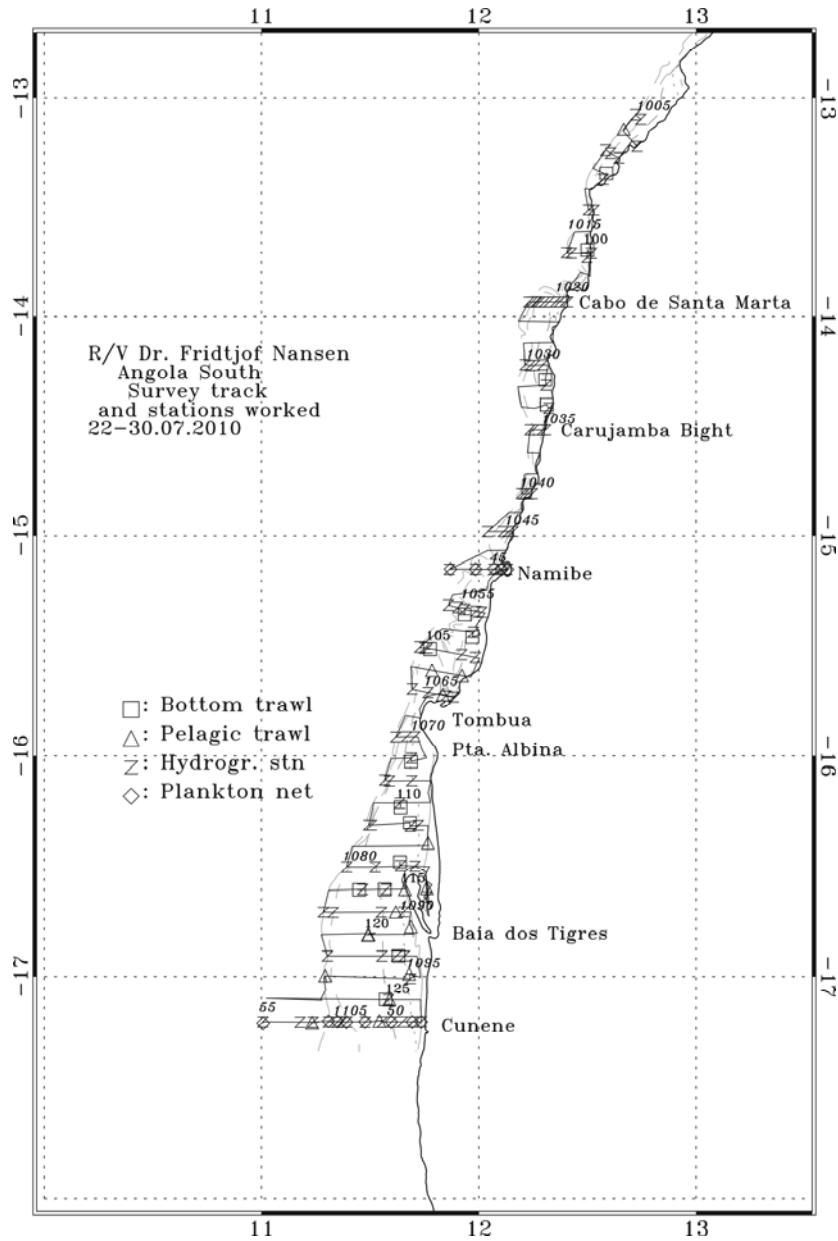 11 12 13
-13 -13
1005
1015
100
1020
Cabo de Santa Marta
-14 -14
R/V Dr. Fridtjof Nansen
Angola South
Survey track
and stations worked
22-30.07.2010
1030
1035
Carujamba Bight
1040
1045
-15 -15
45
Namibe
1055
105
1065
□: Bottom trawl
△: Pelagic trawl
Z: Hydrogr. stn
◇: Plankton net
1070
Tombua
Pta. Albina
-16 -16
110
1080
115
1090
120
Baía dos Tigres
1095
-17 -17
125
55 1105 50
Cunene
11 12 13